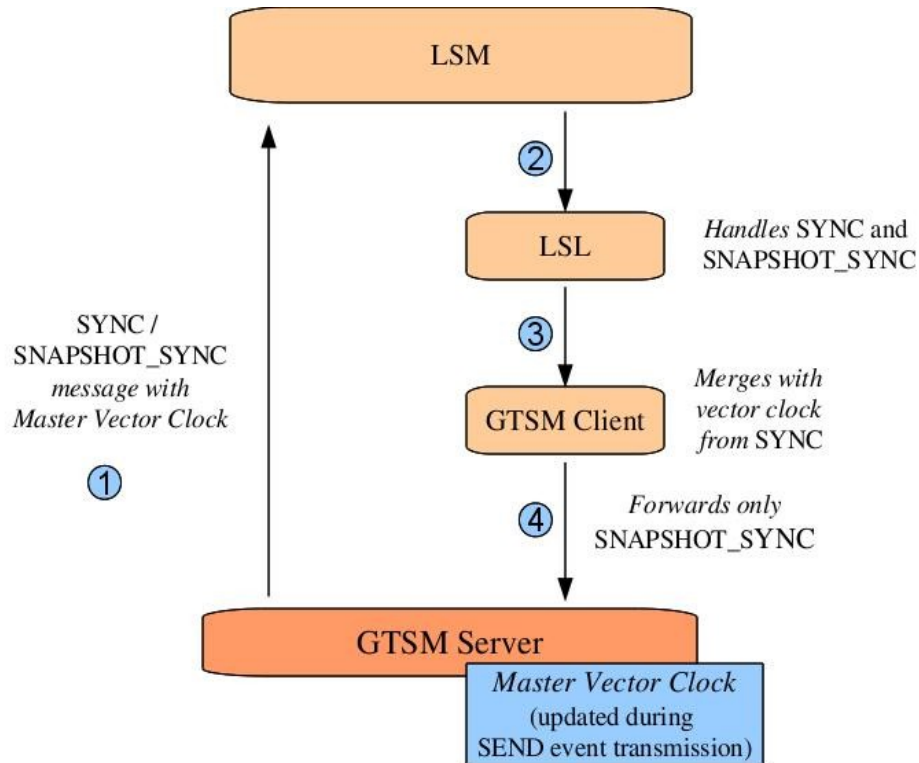 LSM
2
LSL
Handles SYNC and
SNAPSHOT_SYNC
SYNC /
SNAPSHOT_SYNC
message with
Master Vector Clock
1
3
GTSM Client
Merges with
vector clock
from SYNC
4
Forwards only
SNAPSHOT_SYNC
GTSM Server
Master Vector Clock
(updated during
SEND event transmission)